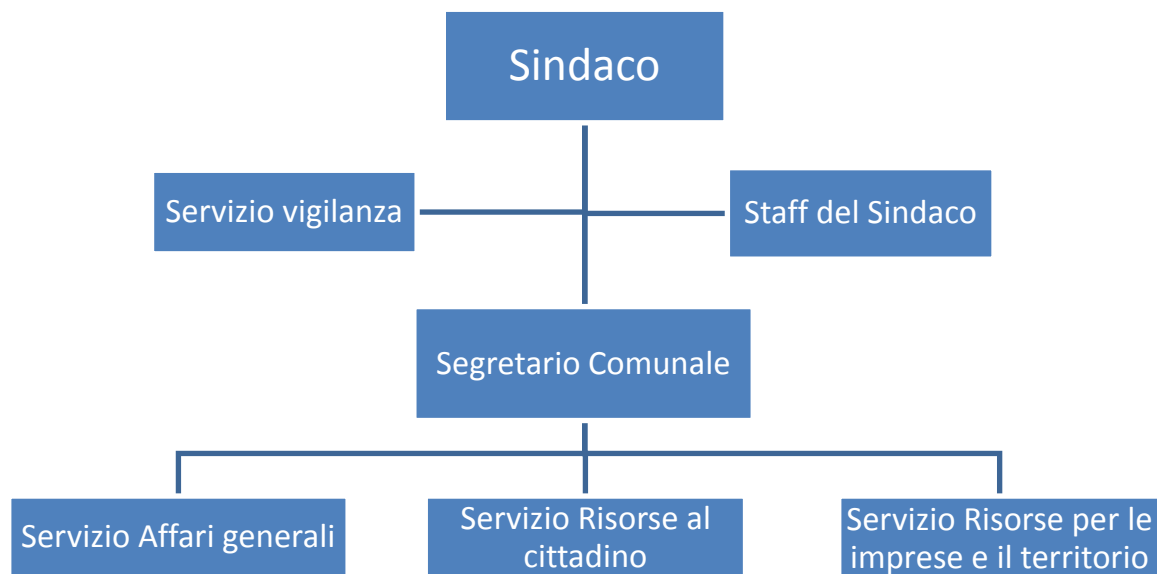 Sindaco
Servizio vigilanza
Staff del Sindaco
Segretario Comunale
Servizio Affari generali
Servizio Risorse al
cittadino
Servizio Risorse per le
imprese e il territorio